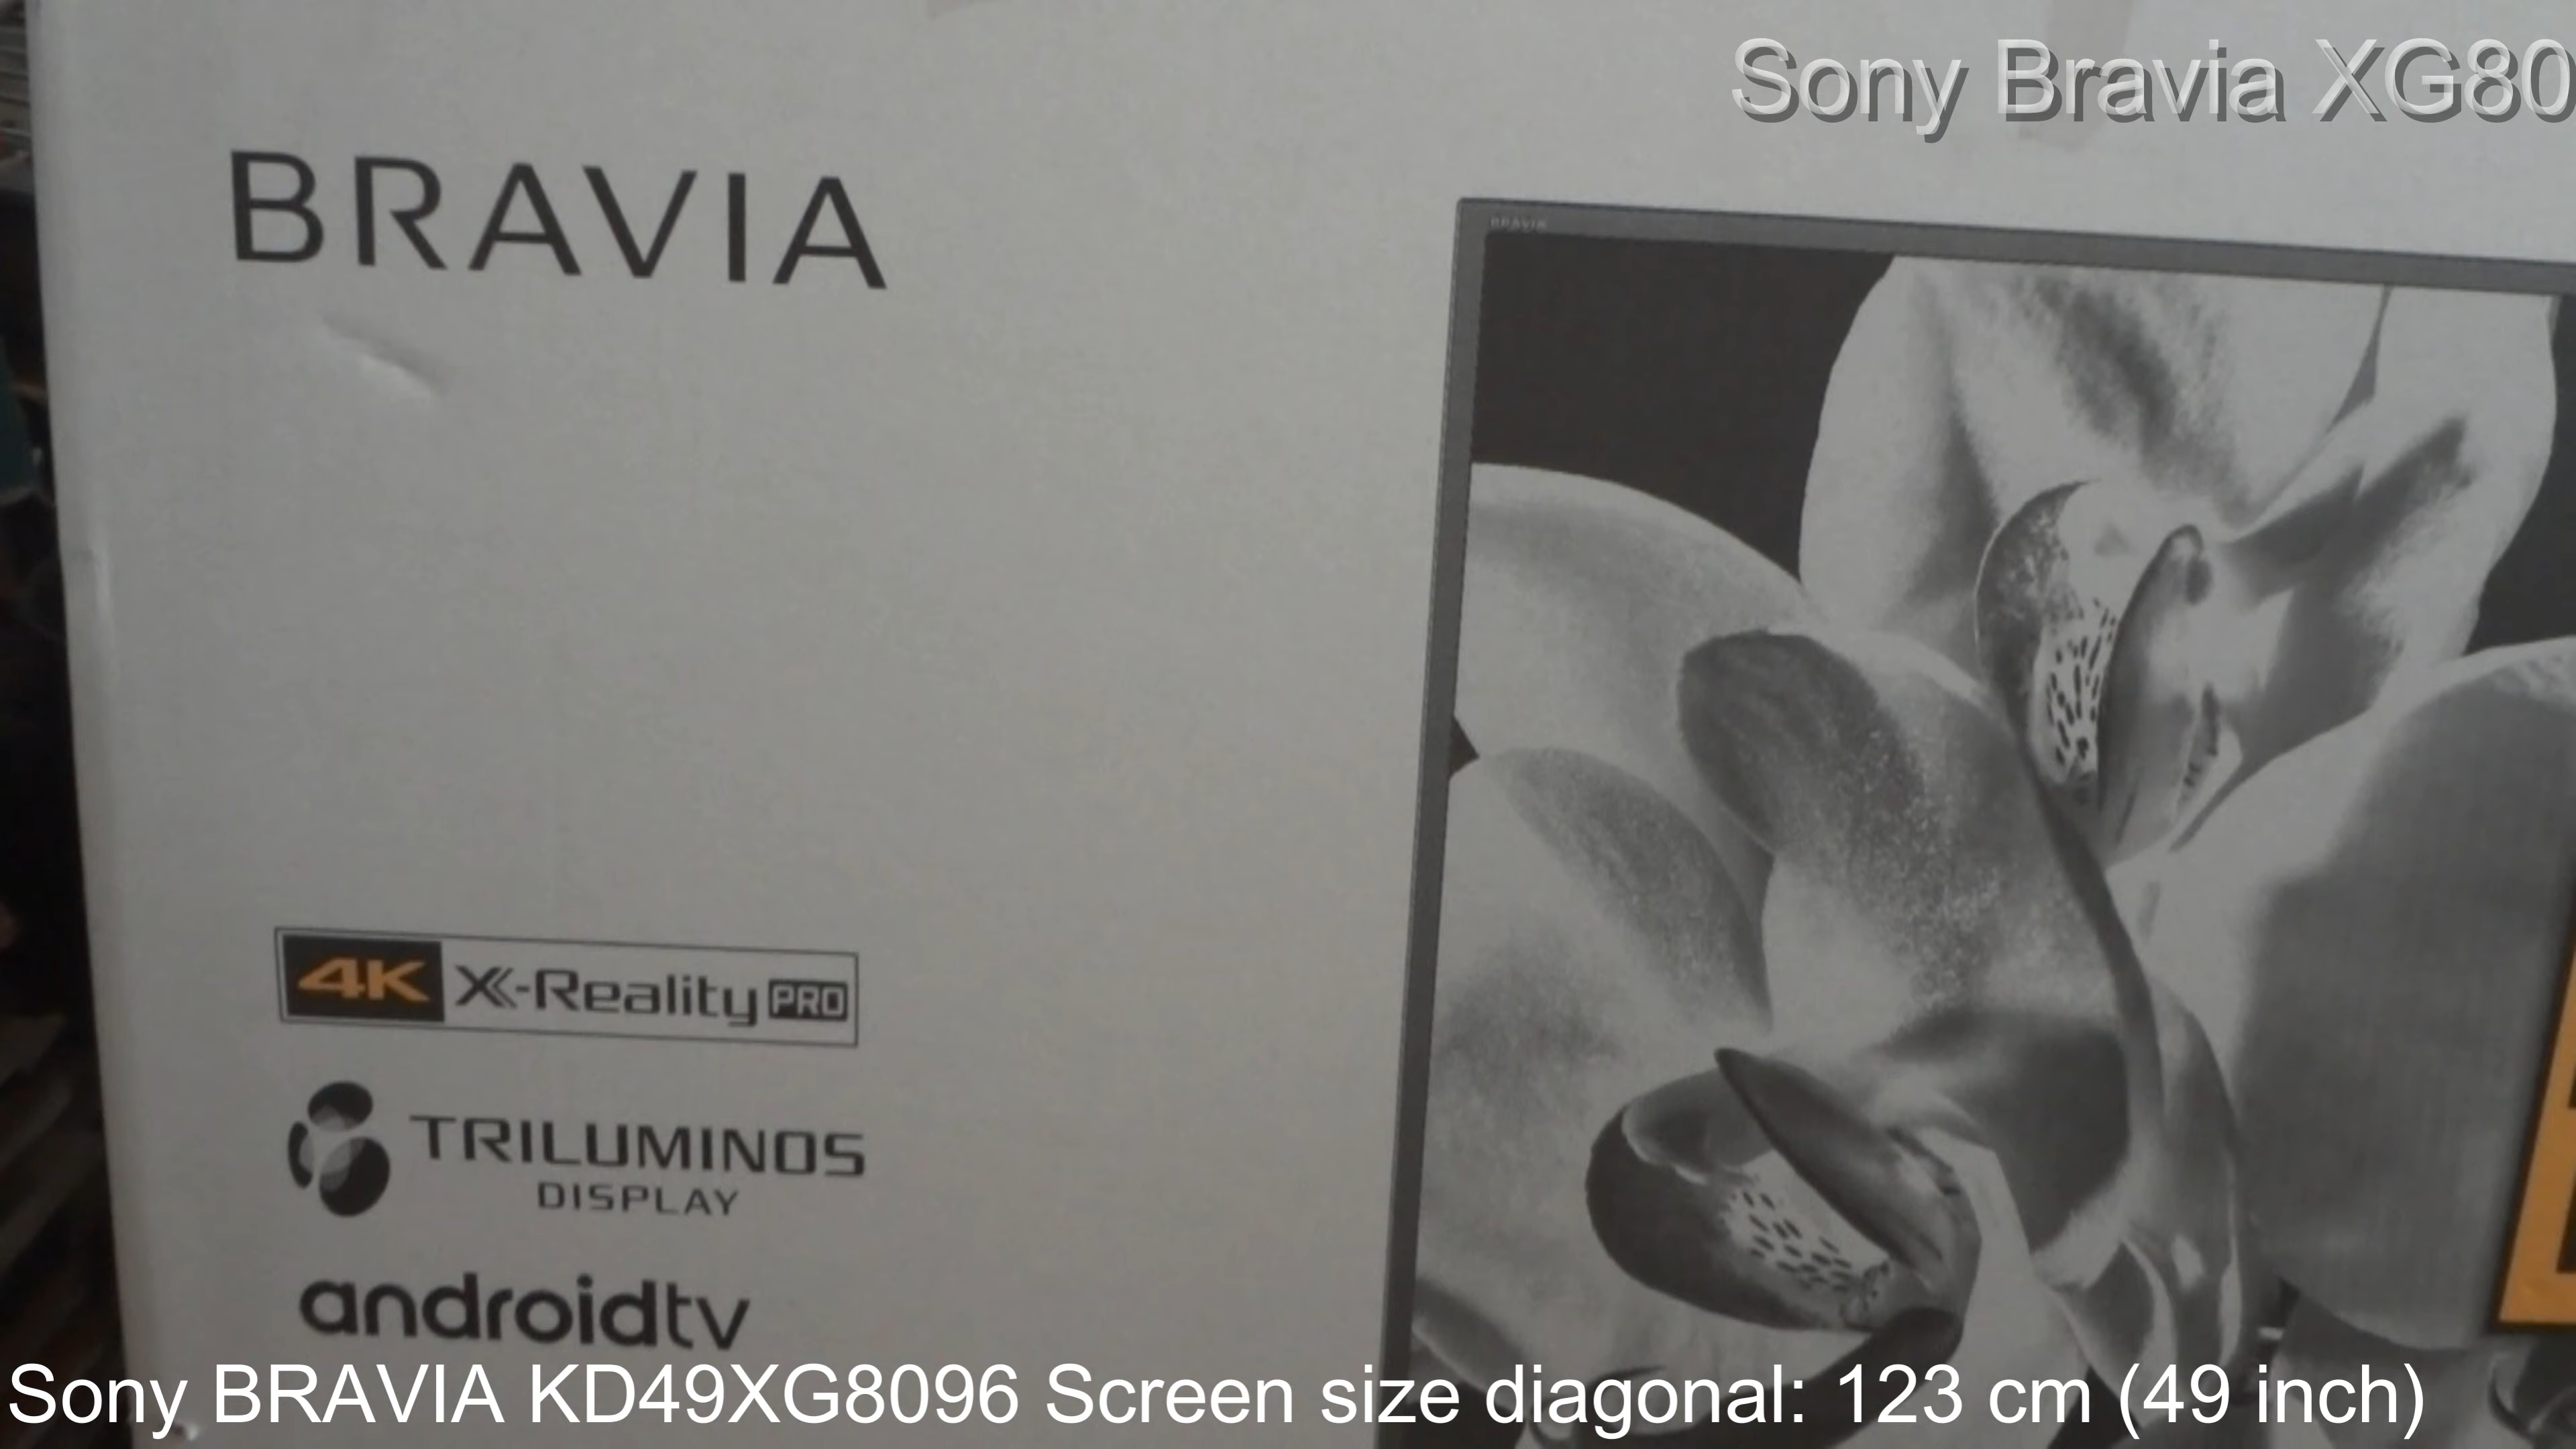 Sony Bravia XG80
BRAVIA
BRAVIA
4K X-Reality PRO
TRILUMINOS
DISPLAY
androidtv
Sony BRAVIA KD49XG8096 Screen size diagonal: 123 cm (49 inch)